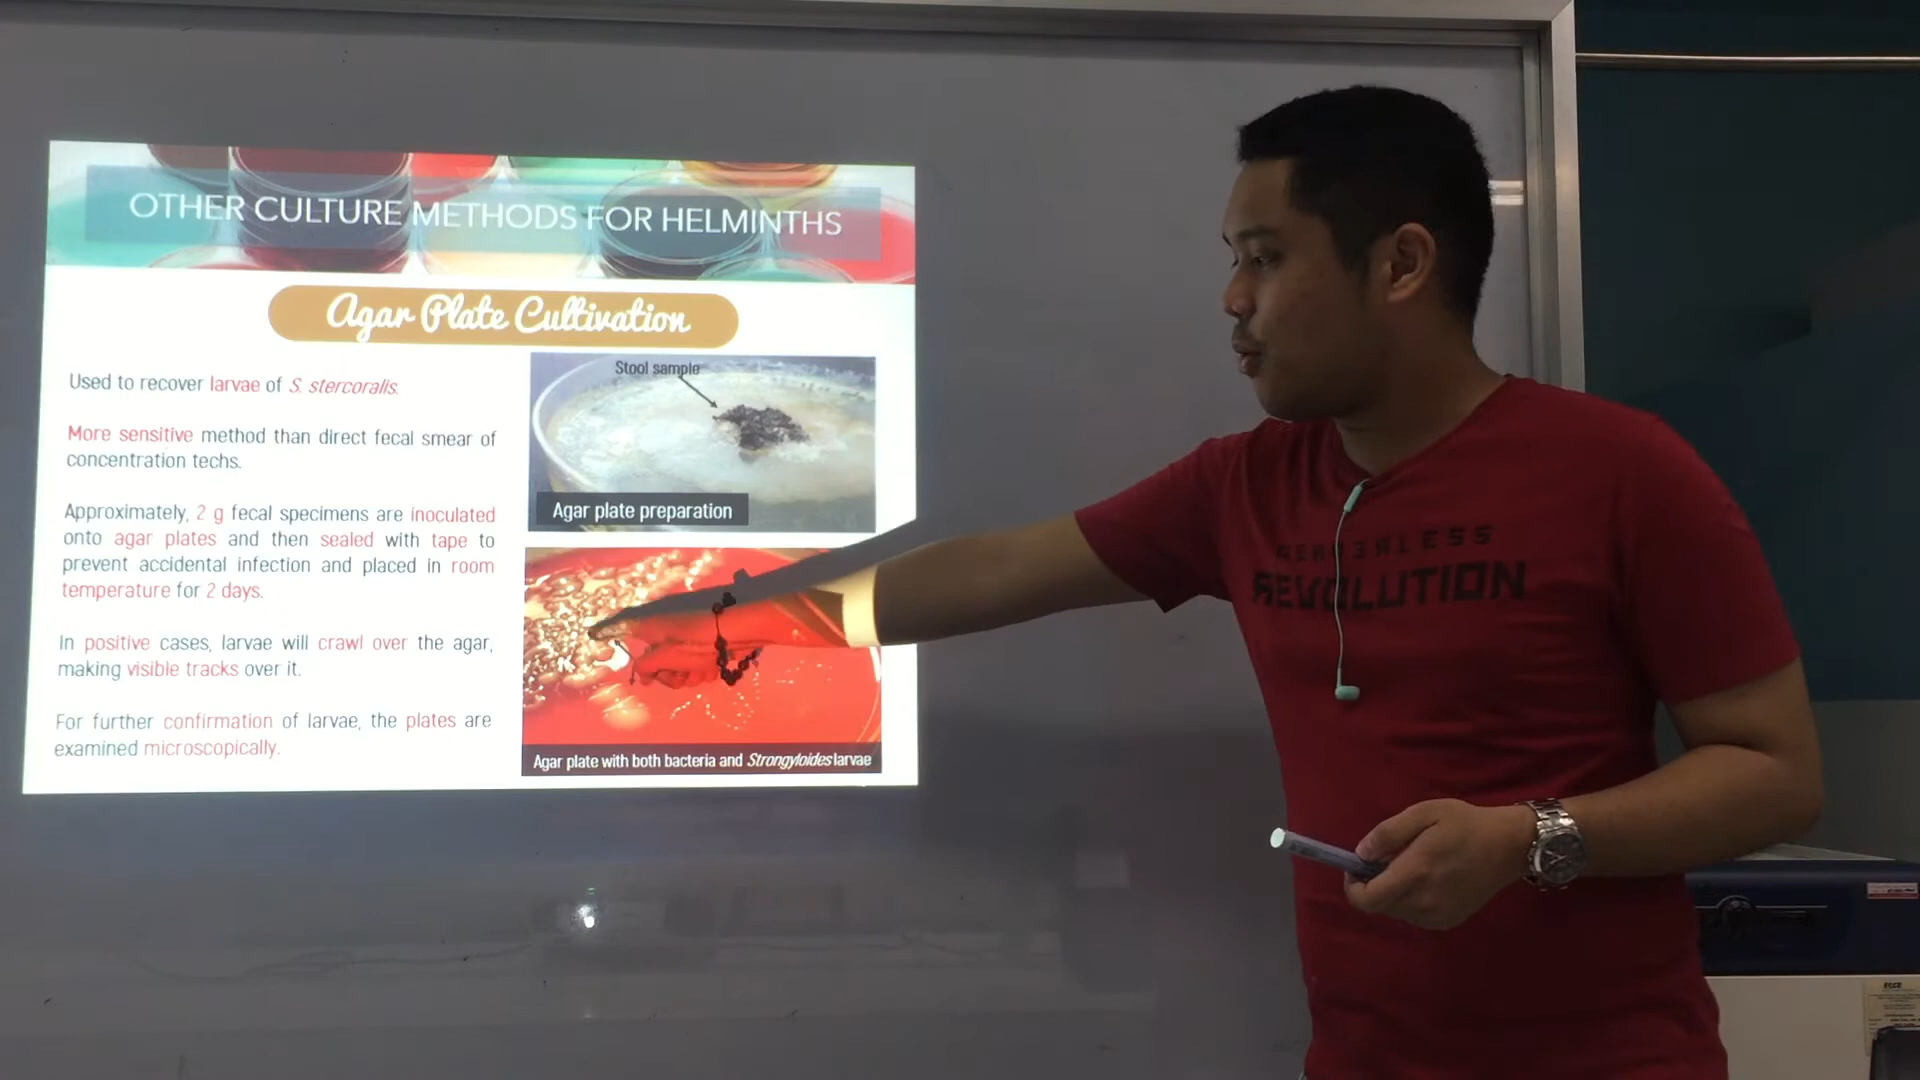 OTHER CULTURE METHODS FOR HELMINTHS
Agar Plate Cultivation
Used to recover larvae of S. stercoralis.
More sensitive method than direct fecal smear of
concentration techs.
Approximately, 2 g fecal specimens are inoculated
onto agar plates and then sealed with tape to
prevent accidental infection and placed in room
temperature for 2 days.
In positive cases, larvae will crawl over the agar,
making visible tracks over it.
For further confirmation of larvae, the plates are
examined microscopically.
Stool sample
Agar plate preparation
Agar plate with both bacteria and Strongyloides larvae
REVOLUTION